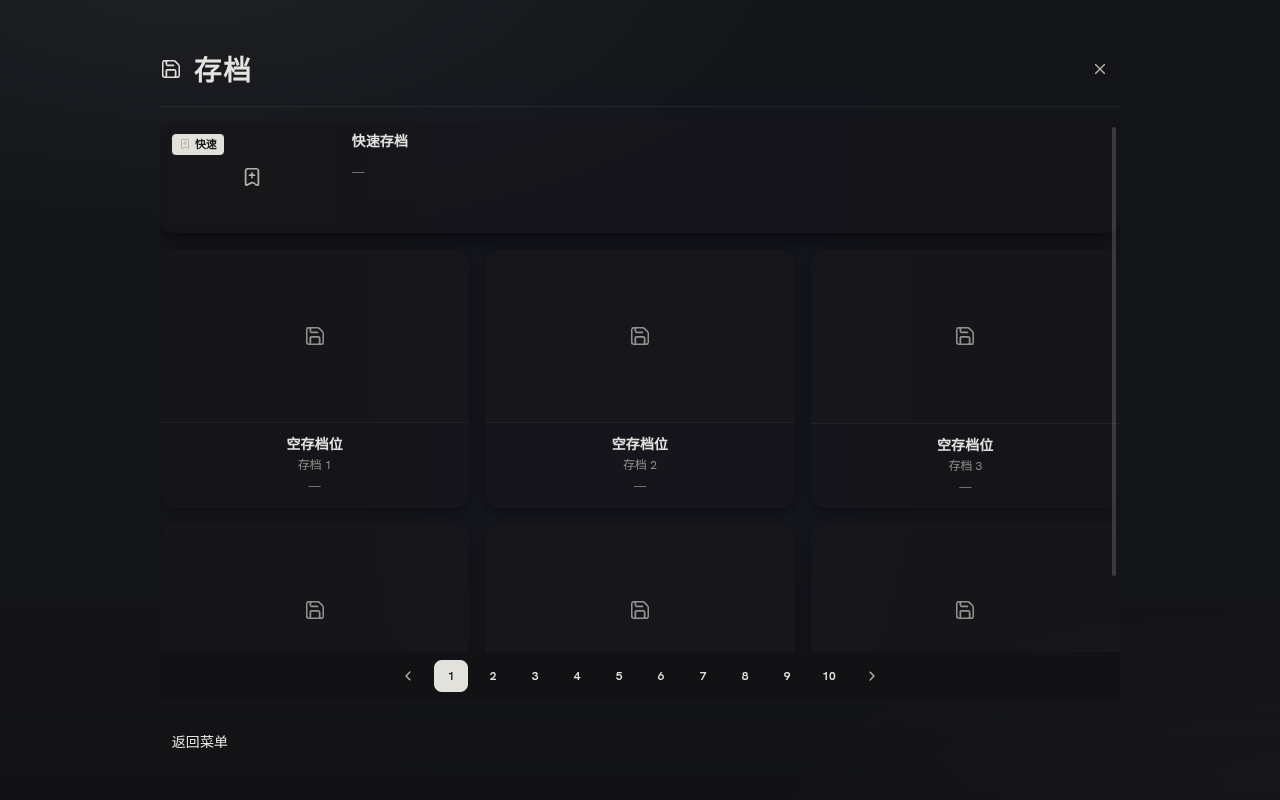 存档
快速
快速存档
—
空存档位
存档 1
—
空存档位
存档 2
—
空存档位
存档 3
—
1 2 3 4 5 6 7 8 9 10
返回菜单